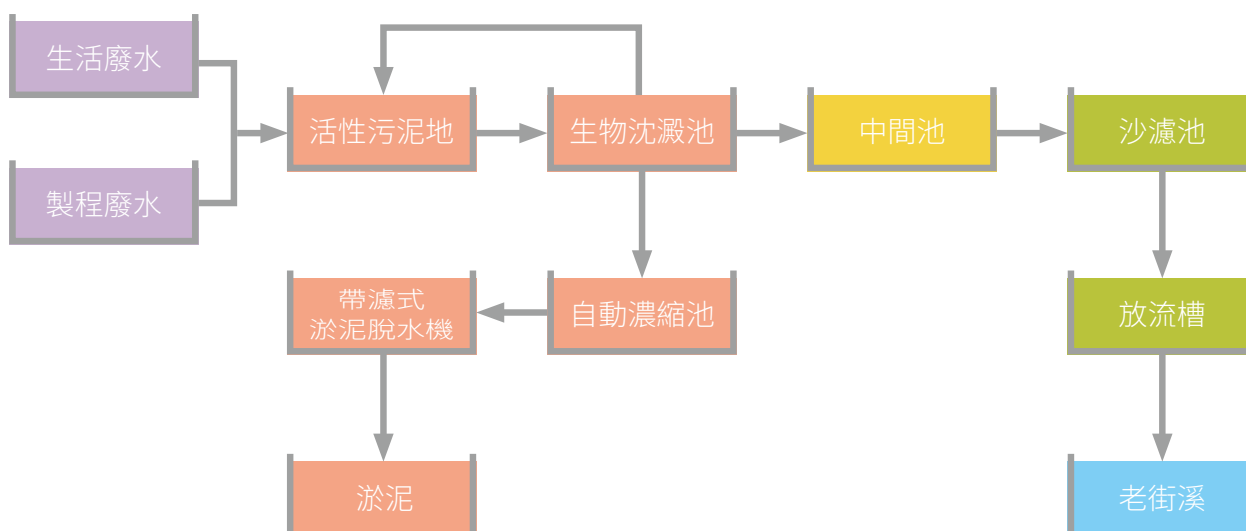 生活廢水
製程廢水
活性污泥地
生物沈澱池
中間池
沙濾池
帶濾式
淤泥脫水機
自動濃縮池
放流槽
淤泥
老街溪